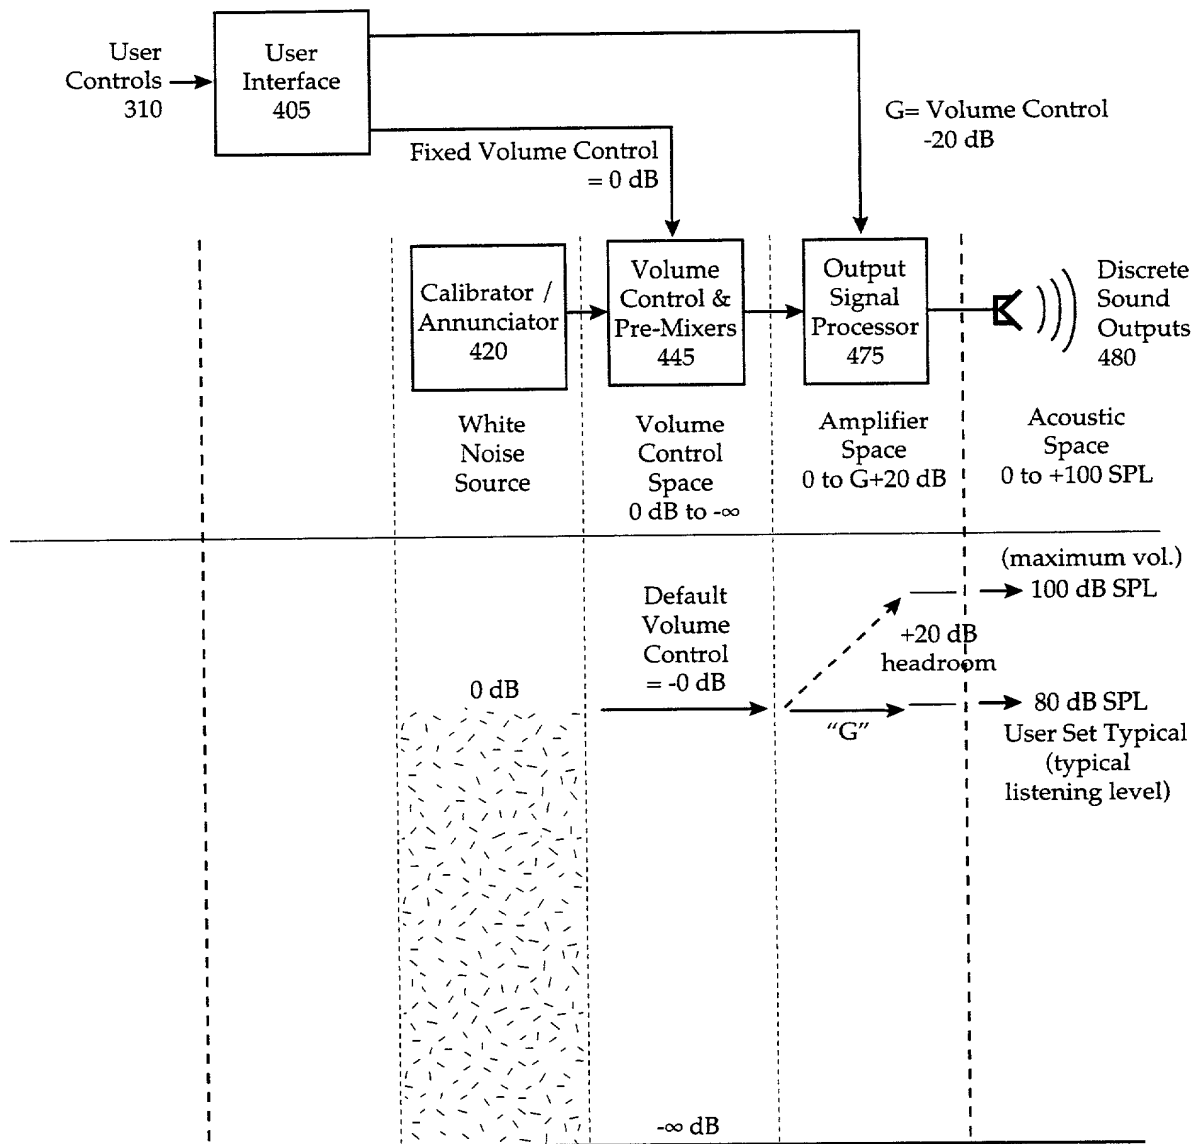 User
Controls
310
User
Interface
405
G= Volume Control
-20 dB
Fixed Volume Control
= 0 dB
Calibrator /
Annunciator
420
Volume
Control &
Pre-Mixers
445
Output
Signal
Processor
475
Discrete
Sound
Outputs
480
White
Noise
Source
Volume
Control
Space
0 dB to -∞
Amplifier
Space
0 to G+20 dB
Acoustic
Space
0 to +100 SPL
(maximum vol.)
100 dB SPL
Default
Volume
Control
= -0 dB
+20 dB
headroom
0 dB
"G"
80 dB SPL
User Set Typical
(typical
listening level)
-∞ dB